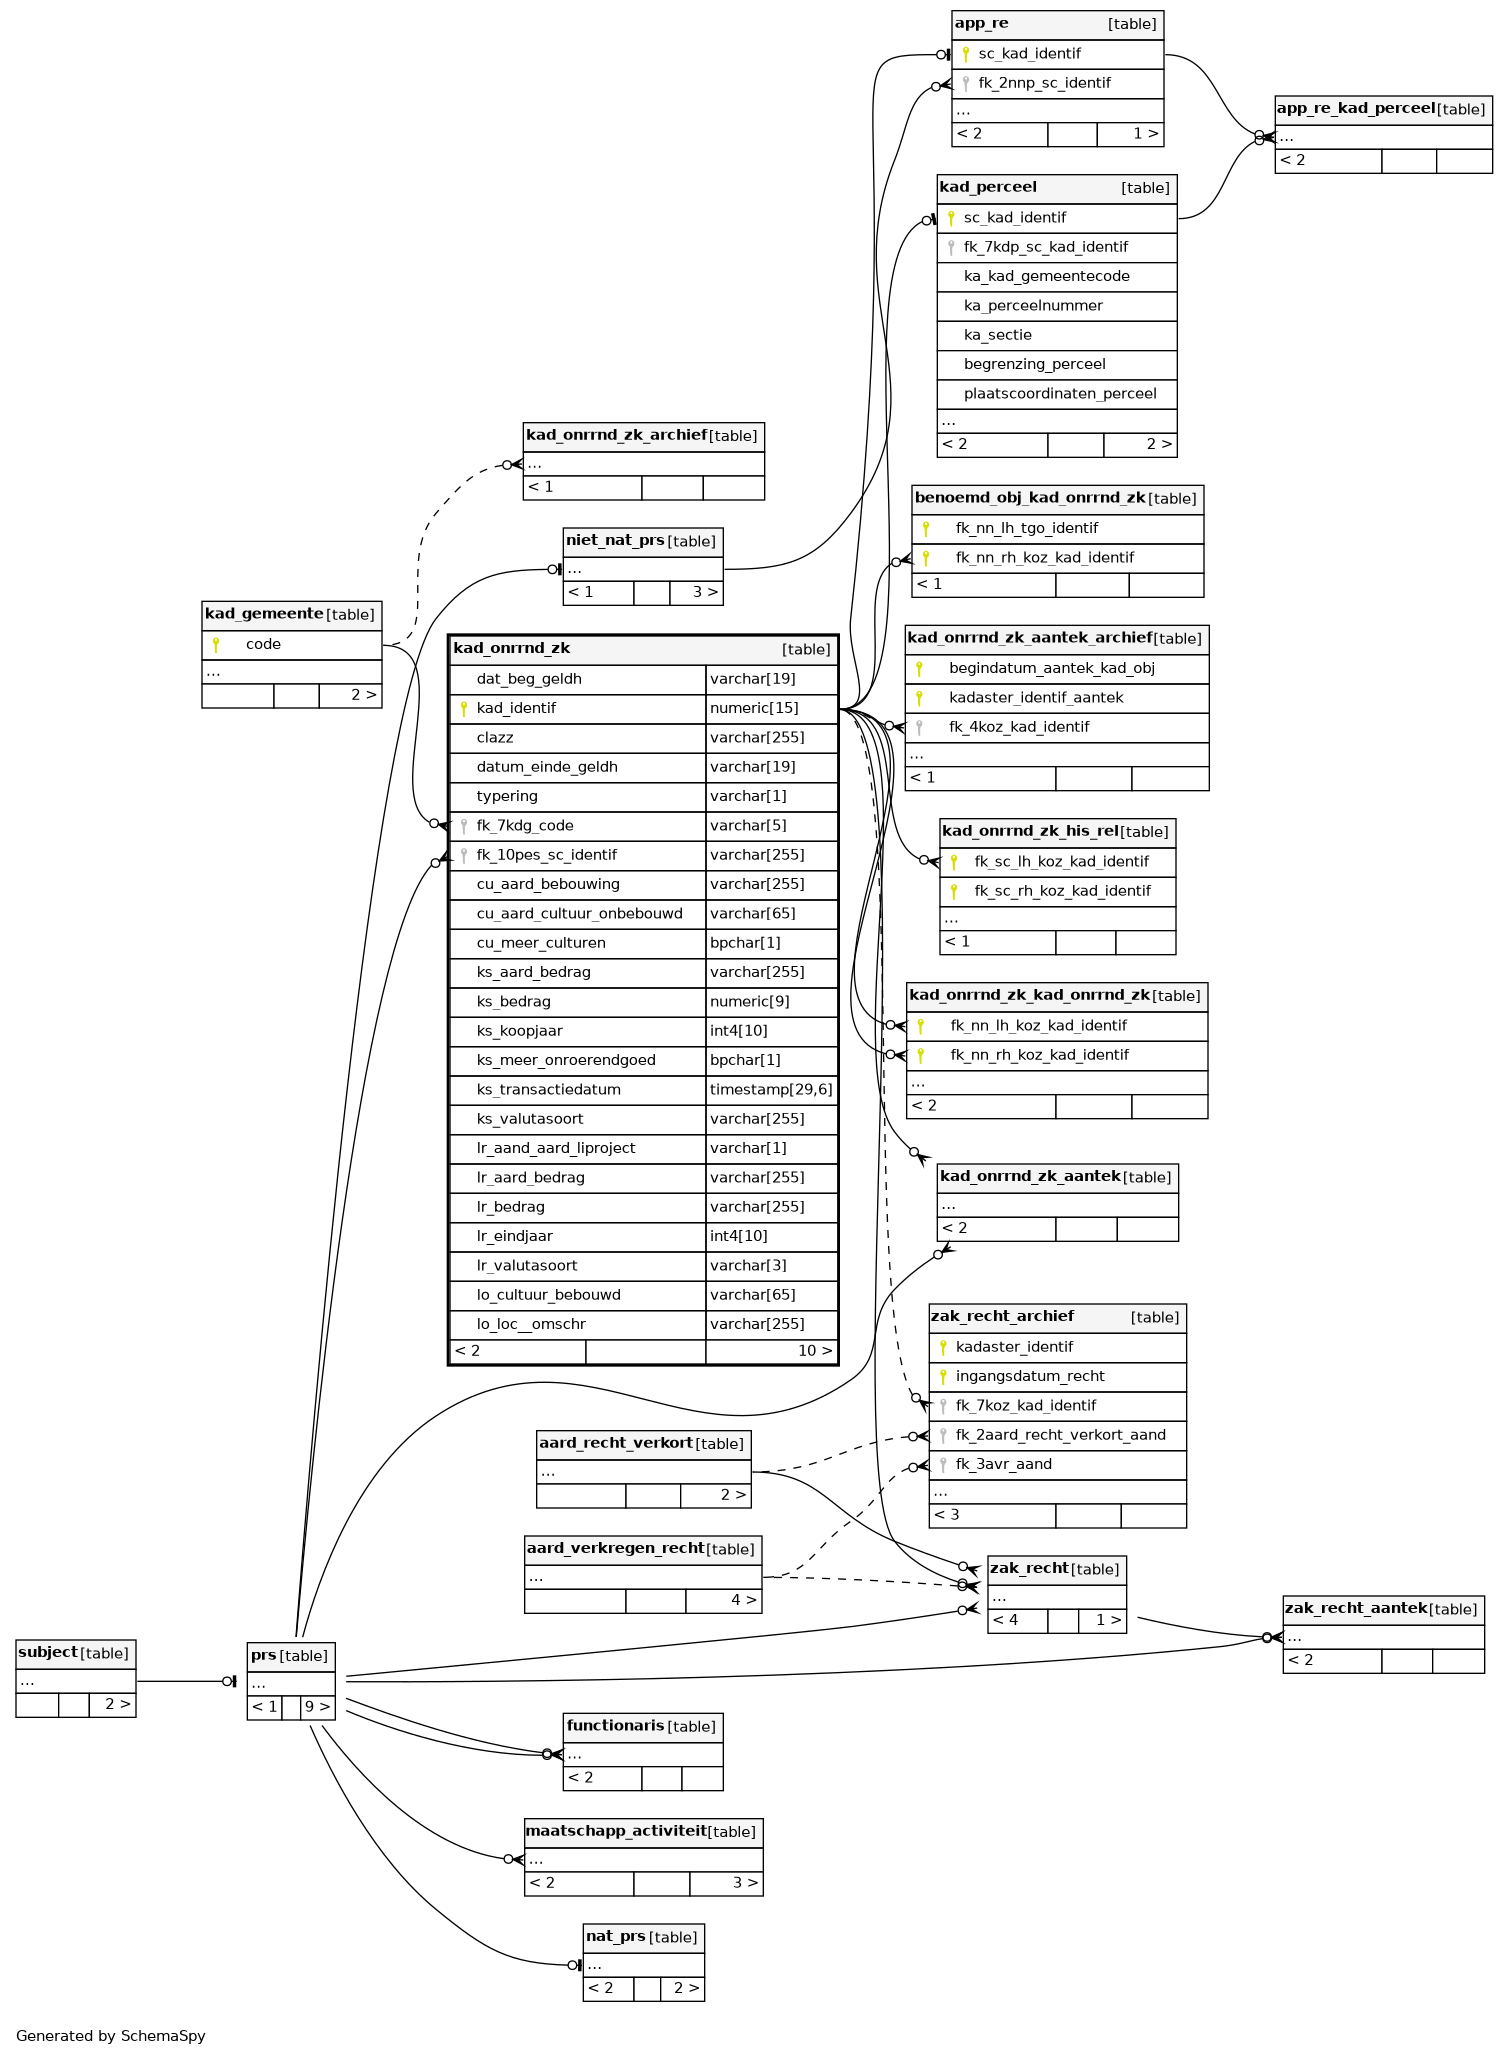 app_re [table]
sc_kad_identif
fk_2nnp_sc_identif
...
< 2 1 >
app_re_kad_perceel [table]
...
< 2
kad_perceel [table]
sc_kad_identif
fk_7kdp_sc_kad_identif
ka_kad_gemeentecode
ka_perceelnummer
ka_sectie
begrenzing_perceel
plaatscoordinaten_perceel
...
< 2 2 >
kad_onrrnd_zk_archief [table]
...
< 1
niet_nat_prs [table]
...
< 1 3 >
benoemd_obj_kad_onrrnd_zk [table]
fk_nn_lh_tgo_identif
fk_nn_rh_koz_kad_identif
< 1
kad_gemeente [table]
code
...
2 >
kad_onrrnd_zk [table]
dat_beg_geldh varchar[19]
kad_identif numeric[15]
clazz varchar[255]
datum_einde_geldh varchar[19]
typering varchar[1]
fk_7kdg_code varchar[5]
fk_10pes_sc_identif varchar[255]
cu_aard_bebouwing varchar[255]
cu_aard_cultuur_onbebouwd varchar[65]
cu_meer_culturen bpchar[1]
ks_aard_bedrag varchar[255]
ks_bedrag numeric[9]
ks_koopjaar int4[10]
ks_meer_onroerendgoed bpchar[1]
ks_transactiedatum timestamp[29,6]
ks_valutasoort varchar[255]
lr_aand_aard_liproject varchar[1]
lr_aard_bedrag varchar[255]
lr_bedrag varchar[255]
lr_eindjaar int4[10]
lr_valutasoort varchar[3]
lo_cultuur_bebouwd varchar[65]
lo_loc__omschr varchar[255]
< 2 10 >
kad_onrrnd_zk_aantek_archief [table]
begindatum_aantek_kad_obj
kadaster_identif_aantek
fk_4koz_kad_identif
...
< 1
kad_onrrnd_zk_his_rel [table]
fk_sc_lh_koz_kad_identif
fk_sc_rh_koz_kad_identif
...
< 1
kad_onrrnd_zk_kad_onrrnd_zk [table]
fk_nn_lh_koz_kad_identif
fk_nn_rh_koz_kad_identif
...
< 2
kad_onrrnd_zk_aantek [table]
...
< 2
zak_recht_archief [table]
kadaster_identif
ingangsdatum_recht
fk_7koz_kad_identif
fk_2aard_recht_verkort_aand
fk_3avr_aand
...
< 3
aard_recht_verkort [table]
...
2 >
aard_verkregen_recht [table]
...
4 >
zak_recht [table]
...
< 4 1 >
zak_recht_aantek [table]
...
< 2
subject [table]
...
2 >
prs [table]
...
< 1 9 >
functionaris [table]
...
< 2
maatschapp_activiteit [table]
...
< 2 3 >
nat_prs [table]
...
< 2 2 >
Generated by SchemaSpy